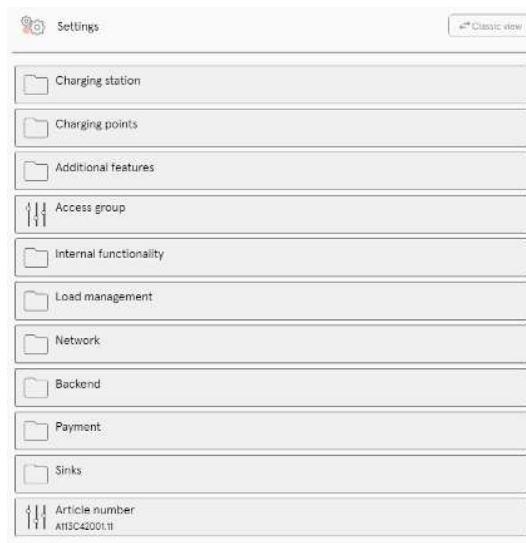 Settings
Classic view
Charging station
Charging points
Additional features
Access group
Internal functionality
Load management
Network
Backend
Payment
Sinks
Article number
A113C42001.11